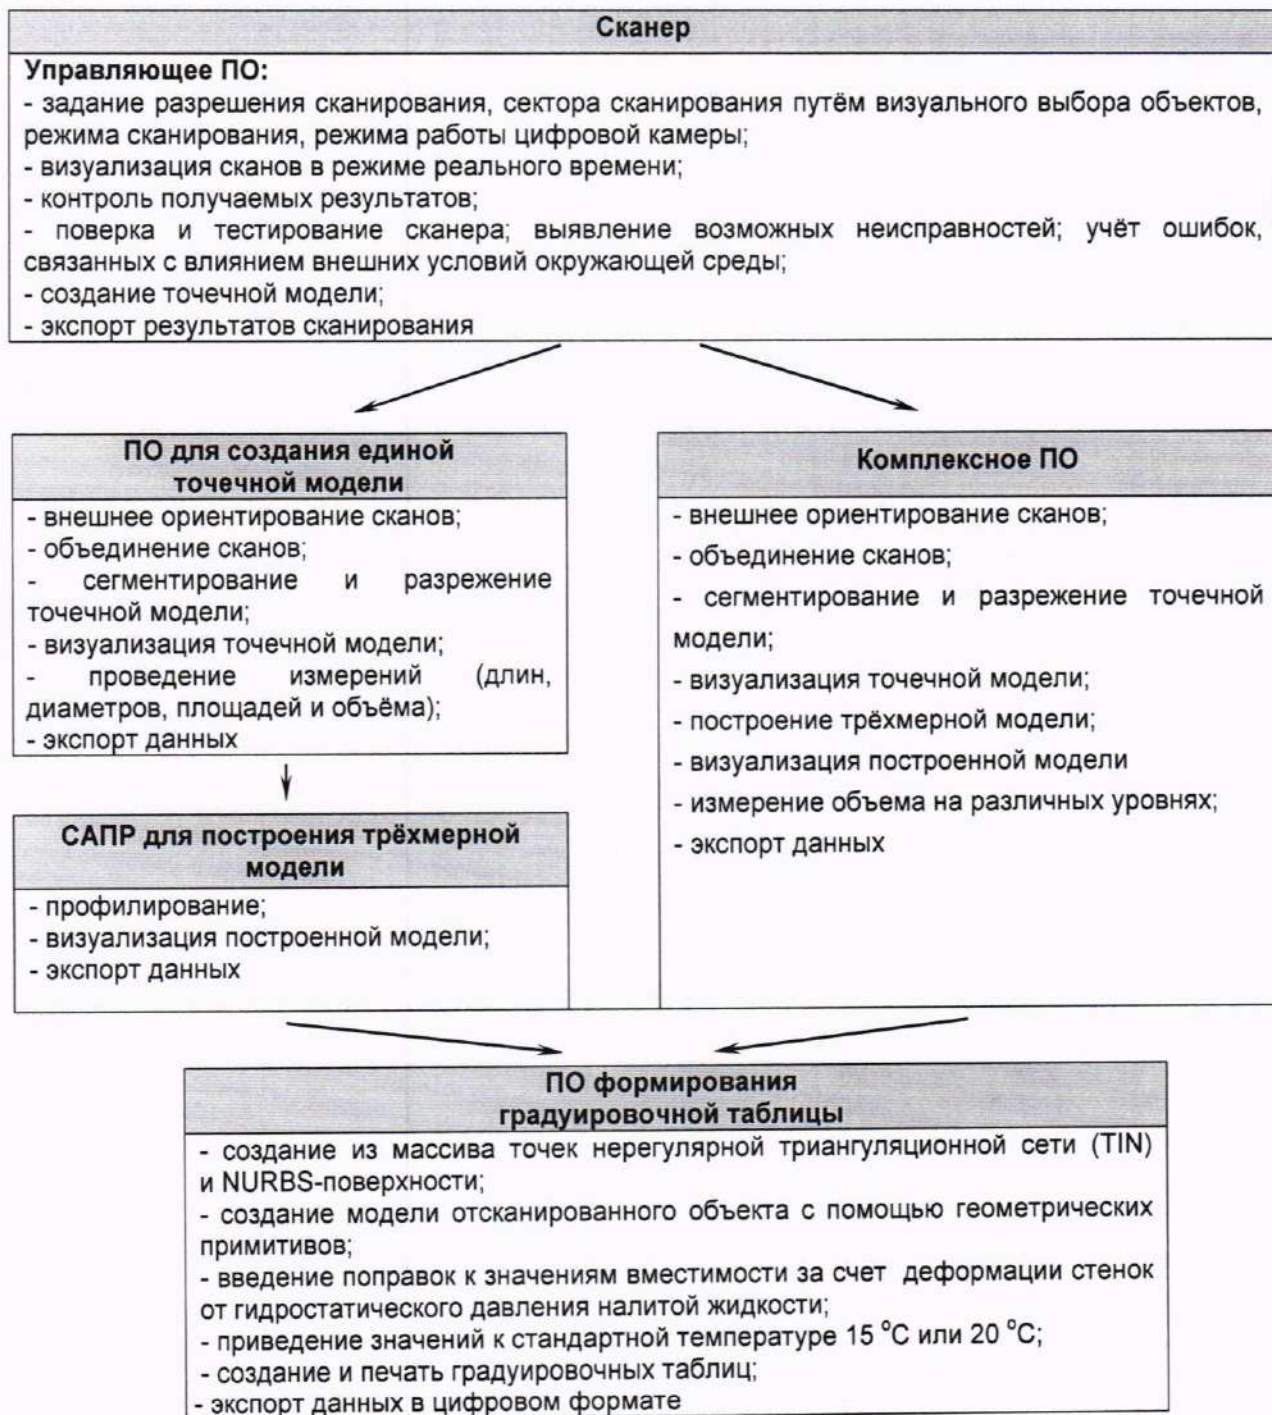 Сканер
Управляющее ПО:
- задание разрешения сканирования, сектора сканирования путём визуального выбора объектов,
режима сканирования, режима работы цифровой камеры;
- визуализация сканов в режиме реального времени;
- контроль получаемых результатов;
- поверка и тестирование сканера; выявление возможных неисправностей; учёт ошибок,
связанных с влиянием внешних условий окружающей среды;
- создание точечной модели;
- экспорт результатов сканирования
ПО для создания единой
точечной модели
- внешнее ориентирование сканов;
- объединение сканов;
- сегментирование и разрежение
точечной модели;
- визуализация точечной модели;
- проведение измерений (длин,
диаметров, площадей и объёма);
- экспорт данных
САПР для построения трёхмерной
модели
- профилирование;
- визуализация построенной модели;
- экспорт данных
Комплексное ПО
- внешнее ориентирование сканов;
- объединение сканов;
- сегментирование и разрежение точечной
модели;
- визуализация точечной модели;
- построение трёхмерной модели;
- визуализация построенной модели
- измерение объема на различных уровнях;
- экспорт данных
ПО формирования
градуировочной таблицы
- создание из массива точек нерегулярной триангуляционной сети (TIN)
и NURBS-поверхности;
- создание модели отсканированного объекта с помощью геометрических
примитивов;
- введение поправок к значениям вместимости за счет деформации стенок
от гидростатического давления налитой жидкости;
- приведение значений к стандартной температуре 15 °С или 20 °С;
- создание и печать градуировочных таблиц;
- экспорт данных в цифровом формате